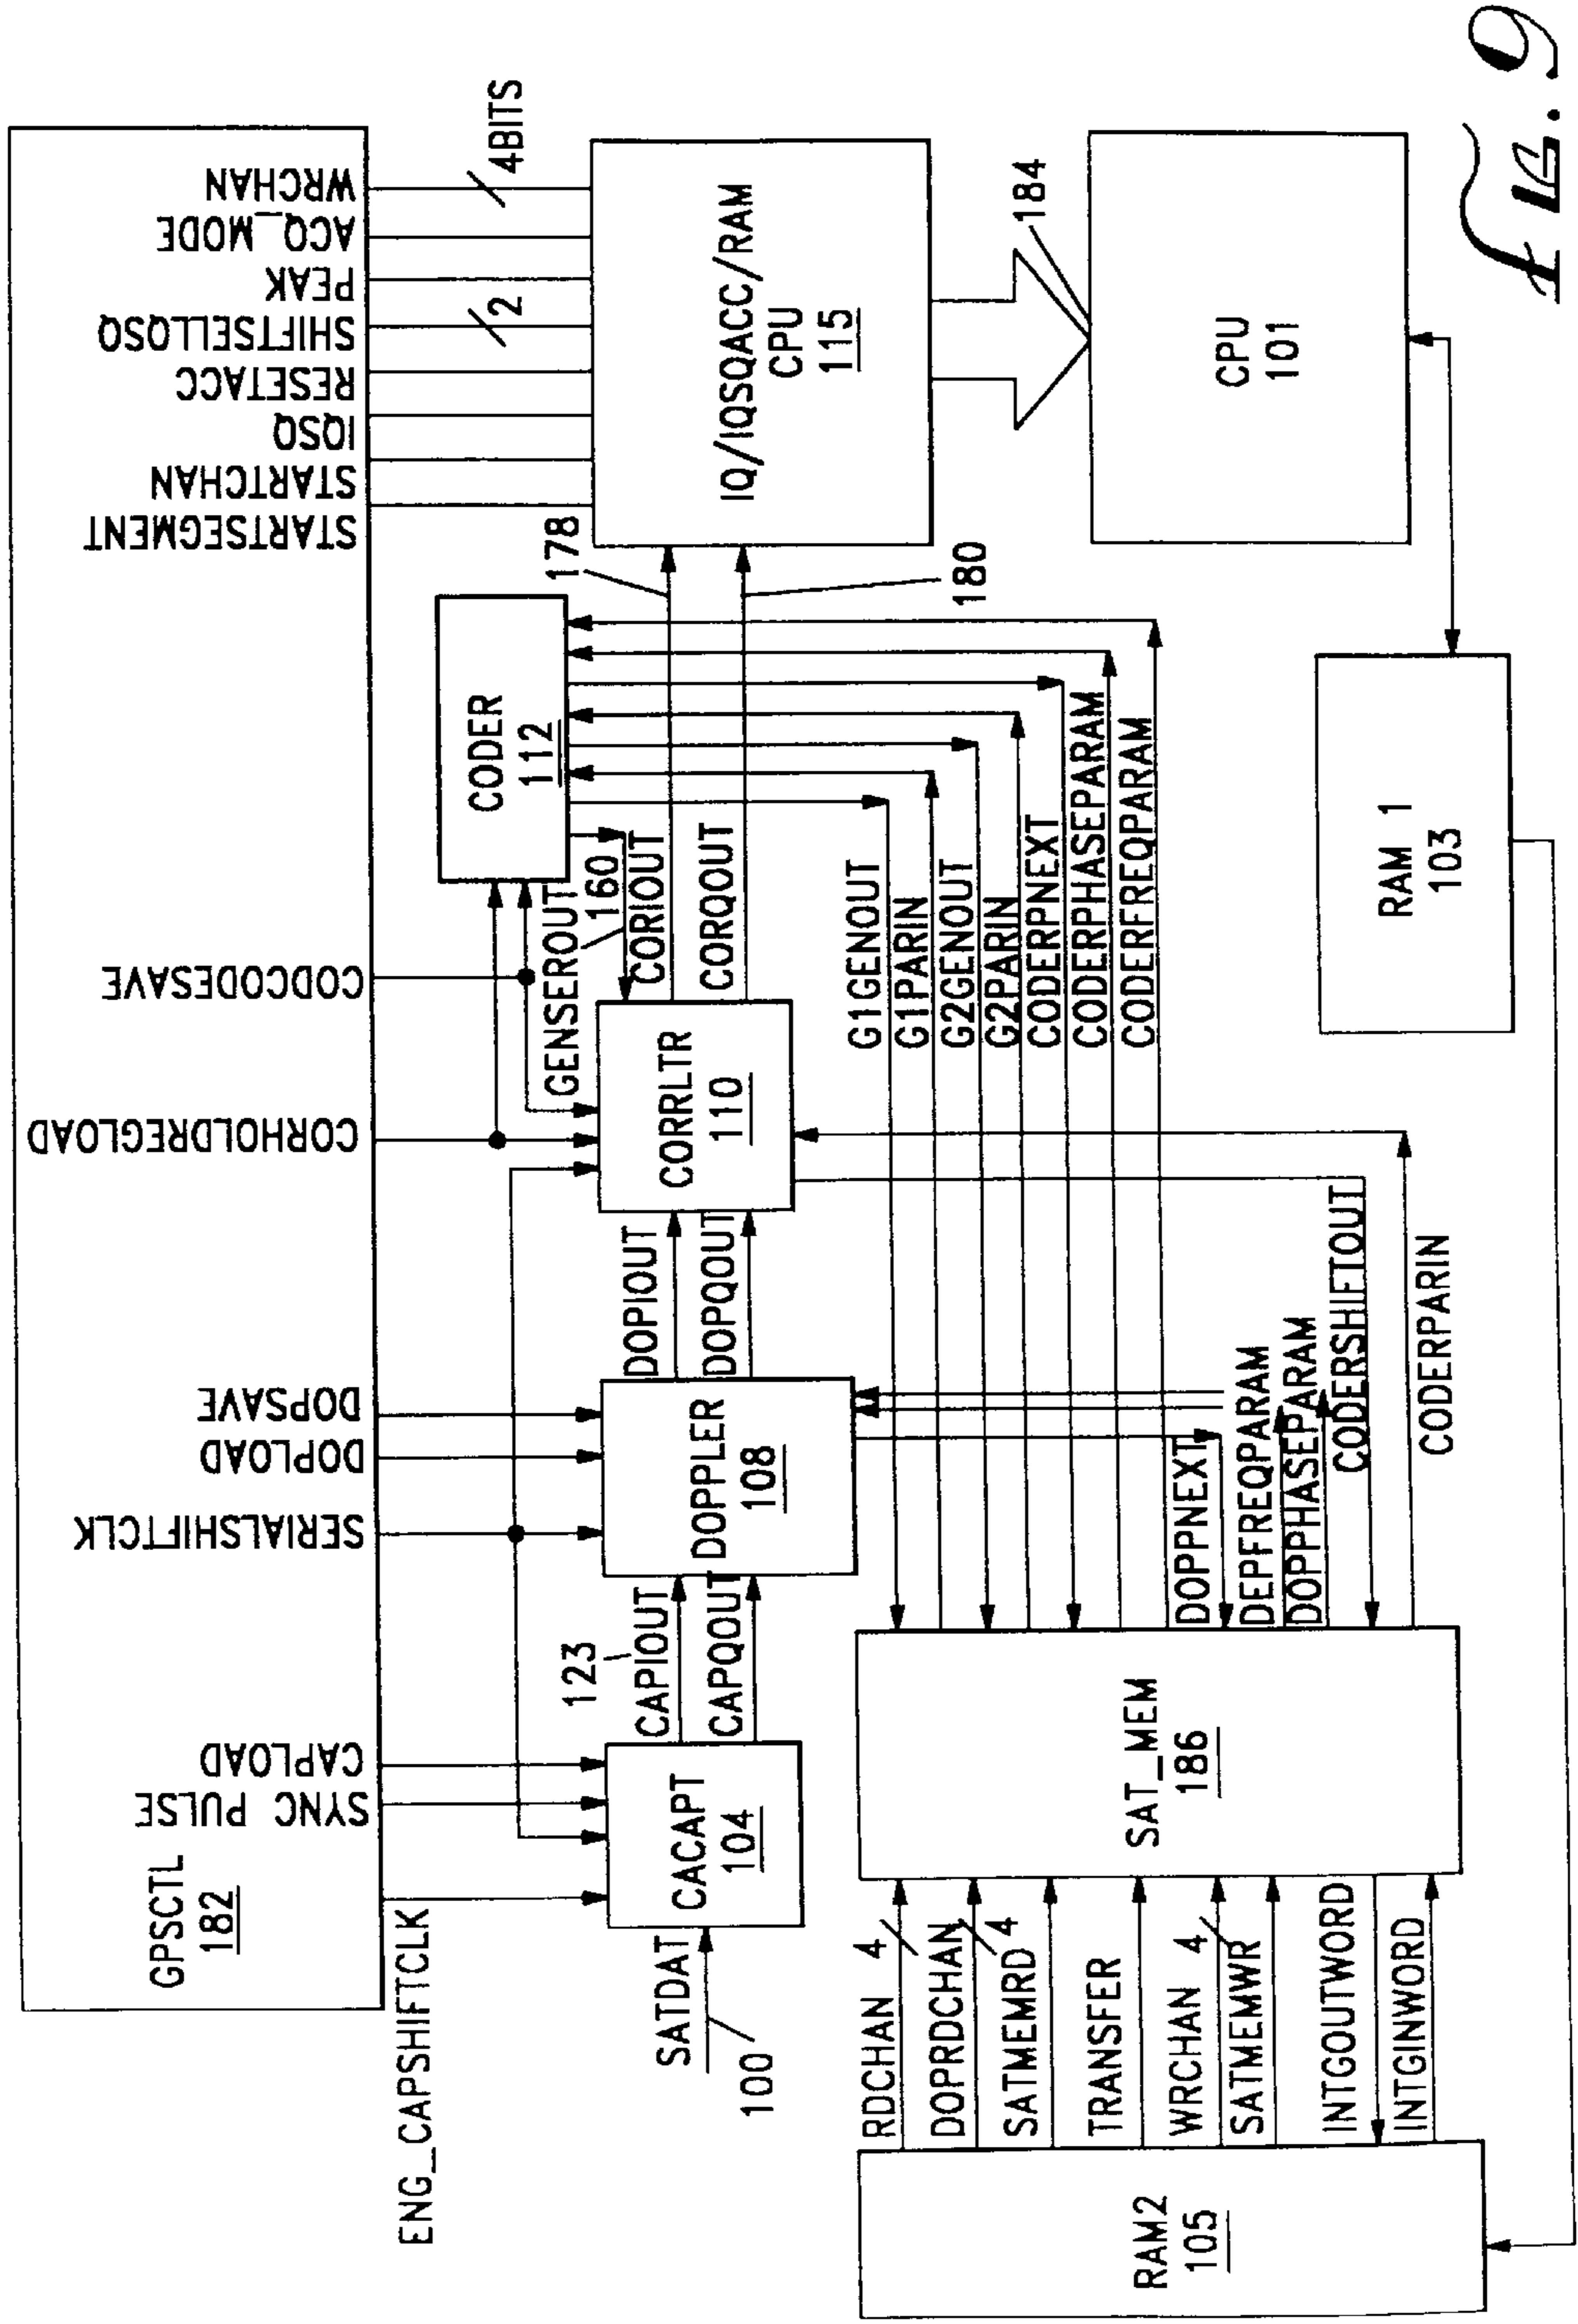 GPSCTL
182
ENG_CAPSHIFTCLK
SYNC PULSE
CAPLOAD
SERIALSHIFTCLK
DOPLOAD
DOPSAVE
CORHOLDREGLOAD
CODCODESAVE
STARTSEGMENT
STARTCHAN
IQSQ
RESETACC
SHIFTSELLQSQ
2
PEAK
ACQ_MODE
WRCHAN
4BITS
SATDAT
100
CACAPT
104
123
CAPIOUT
CAPQOUT
DOPPLER
108
DOPIOUT
DOPQOUT
CORRLTR
110
GENSEROUT
160
CORIOUT
CORQOUT
CODER
112
178
180
IQ/IQSQACC/RAM
CPU
115
184
CPU
101
RAM 1
103
G1GENOUT
G1PARIN
G2GENOUT
G2PARIN
CODERPNEXT
CODERPHASEPARAM
CODERFREQPARAM
DOPPNEXT
DEPFREQPARAM
DOPPHASEPARAM
CODERSHIFTOUT
CODERPARIN
SAT_MEM
186
RDCHAN 4
DOPRDCHAN 4
SATMEMRD
TRANSFER
WRCHAN 4
SATMEMWR
INTGOUTWORD
INTGINWORD
RAM2
105
fIG. 9